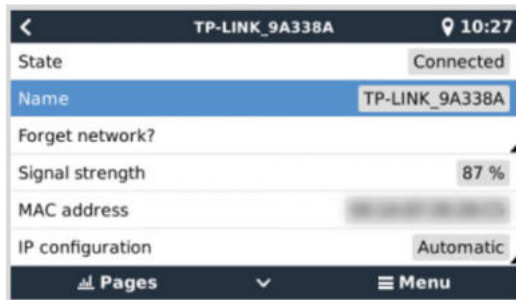 TP-LINK_9A338A 10:27
State Connected
Name TP-LINK_9A338A
Forget network?
Signal strength 87 %
MAC address
IP configuration Automatic
Pages Menu